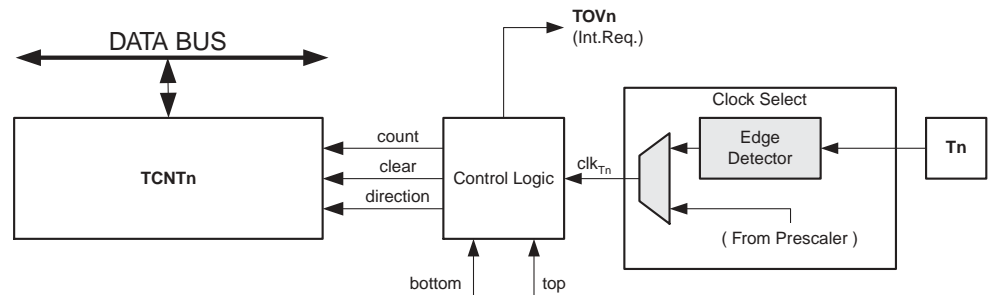 TOVn
(Int.Req.)
DATA BUS
Clock Select
TCNTn
count
clear
direction
Control Logic
clkTn
Edge
Detector
Tn
( From Prescaler )
bottom
top